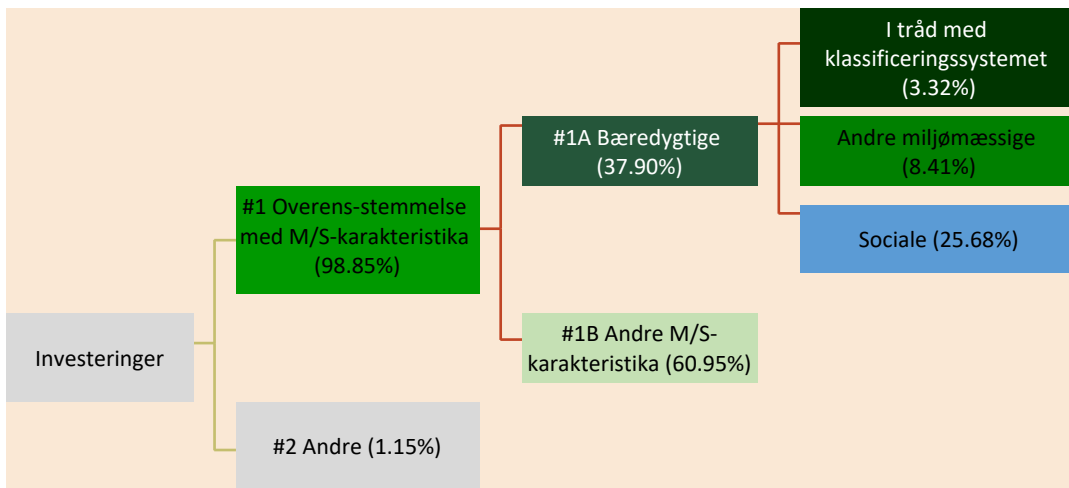 Investeringer
#1 Overens-stemmelse
med M/S-karakteristika
(98.85%)
#2 Andre (1.15%)
#1A Bæredygtige
(37.90%)
#1B Andre M/S-
karakteristika (60.95%)
I tråd med
klassificeringssystemet
(3.32%)
Andre miljømæssige
(8.41%)
Sociale (25.68%)